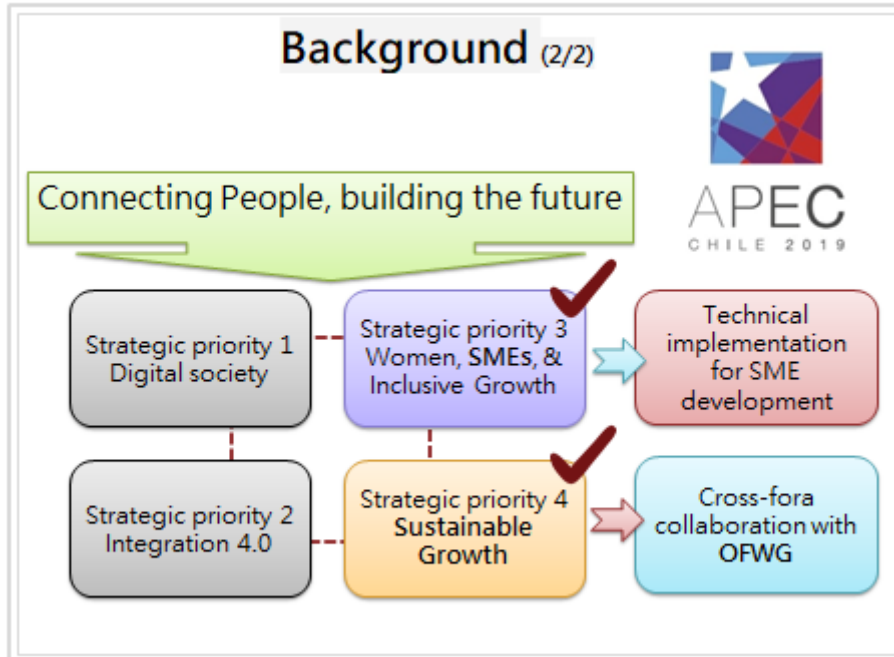 Background (2/2)
APEC
CHILE 2019
Connecting People, building the future
Strategic priority 1
Digital society
Strategic priority 3
Women, SMEs, &
Inclusive Growth
Technical
implementation
for SME
development
Strategic priority 2
Integration 4.0
Strategic priority 4
Sustainable
Growth
Cross-fora
collaboration with
OFWG